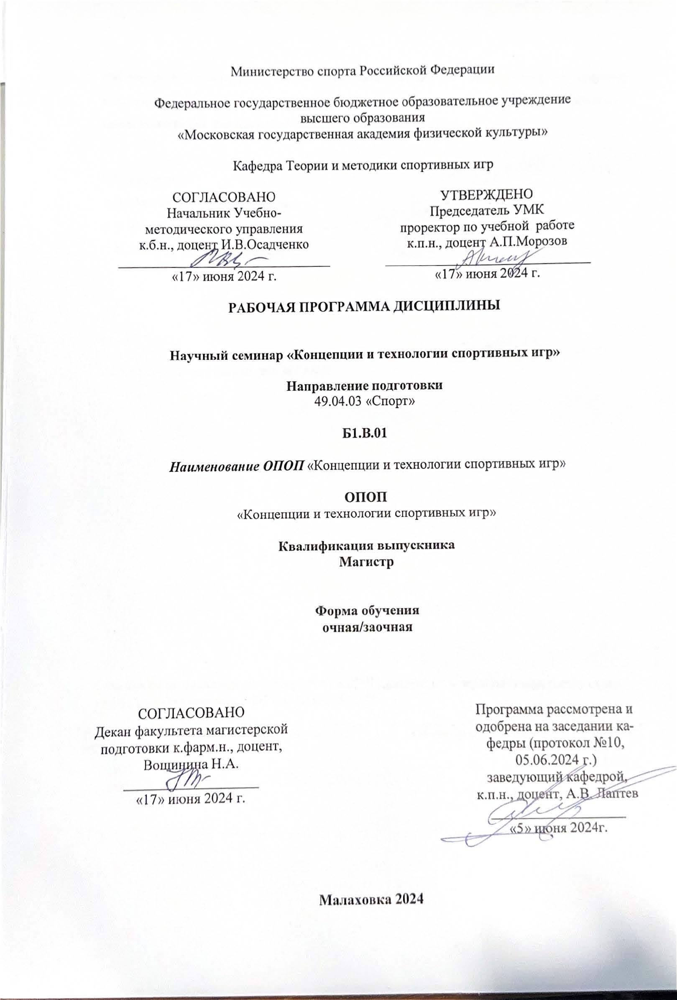 Министерство спорта Российской Федерации
Федеральное государственное бюджетное образовательное учреждение
высшего образования
«Московская государственная академия физической культуры»
Кафедра Теории и методики спортивных игр
СОГЛАСОВАНО
Начальник Учебно-
методического управления
к.б.н., доцент И.В.Осадченко
«17» июня 2024 г.
УТВЕРЖДЕНО
Председатель УМК
проректор по учебной  работе
к.п.н., доцент А.П.Морозов
«17» июня 2024 г.
РАБОЧАЯ ПРОГРАММА ДИСЦИПЛИНЫ
Научный семинар «Концепции и технологии спортивных игр»
Направление подготовки
49.04.03 «Спорт»
Б1.В.01
Наименование ОПОП «Концепции и технологии спортивных игр»
ОПОП
«Концепции и технологии спортивных игр»
Квалификация выпускника
Магистр
Форма обучения
очная/заочная
СОГЛАСОВАНО
Декан факультета магистерской
подготовки к.фарм.н., доцент,
Вощинина Н.А.
«17» июня 2024 г.
Программа рассмотрена и
одобрена на заседании ка-
федры (протокол №10,
05.06.2024 г.)
заведующий кафедрой,
к.п.н., доцент, А.В. Лаптев
«5» июня 2024г.
Малаховка 2024